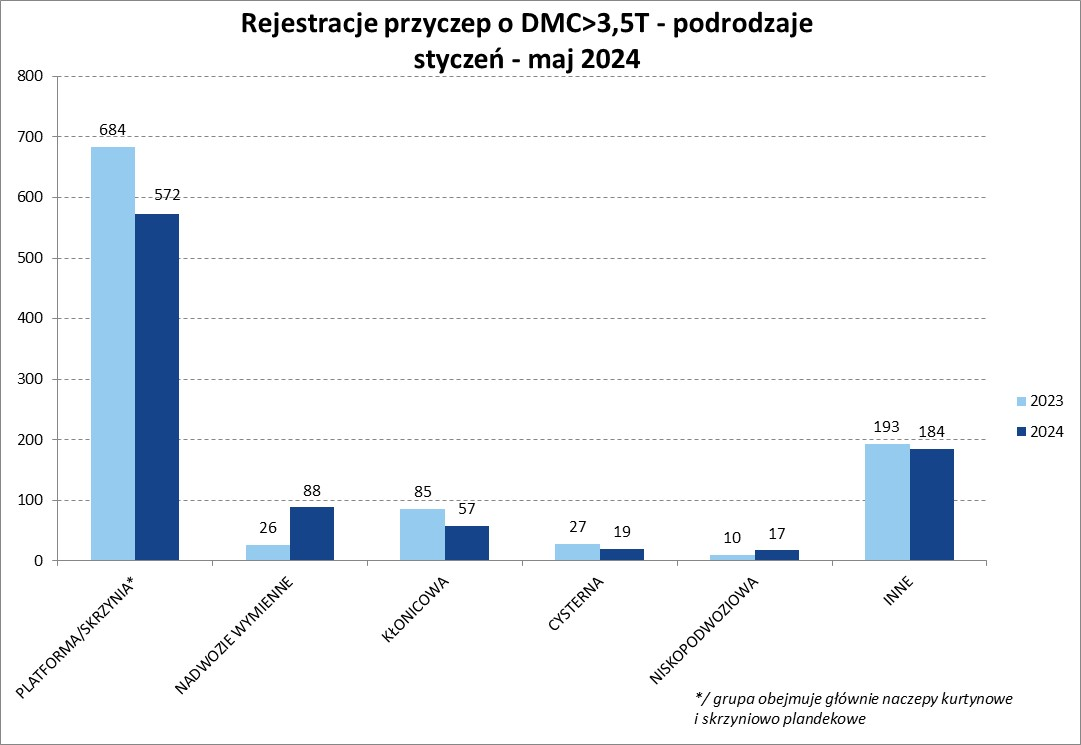 Rejestracje przyczep o DMC>3,5T - podrodzaje
styczeń - maj 2024
800
700
600
500
400
300
200
100
0
684
572
26
88
85
57
27
19
10
17
193
184
PLATFORMA/SKRZYNIA*
NADWOZIE WYMIENNE
KŁONICOWA
CYSTERNA
NISKOPODWOZIOWA
INNE
2023
2024
*/ grupa obejmuje głównie naczepy kurtynowe
i skrzyniowo plandekowe